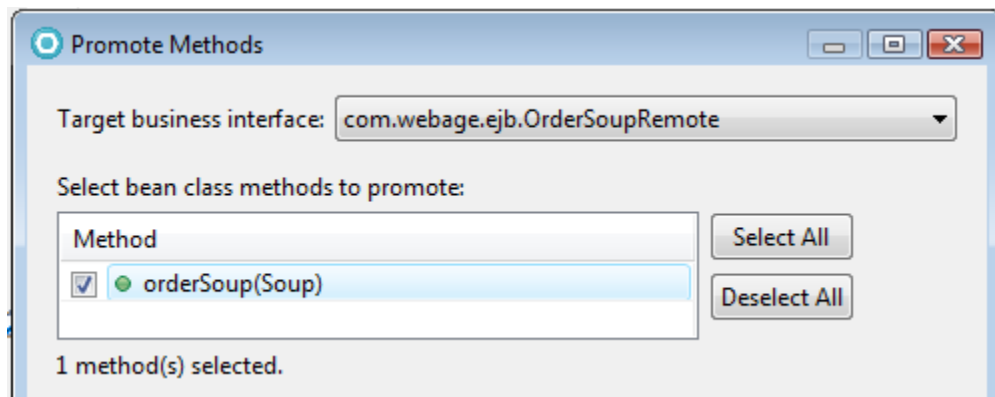 Promote Methods
Target business interface: com.webage.ejb.OrderSoupRemote
Select bean class methods to promote:
Method
Select All
orderSoup(Soup)
Deselect All
1 method(s) selected.